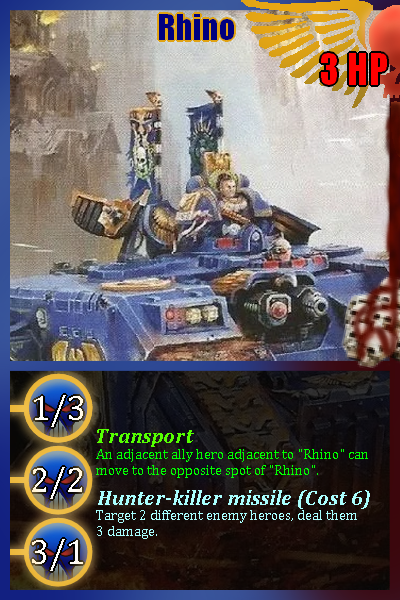 Rhino
3 HP
1/3
2/2
3/1
Transport
An adjacent ally hero adjacent to "Rhino" can
move to the opposite spot of "Rhino".
Hunter-killer missile (Cost 6)
Target 2 different enemy heroes, deal them
3 damage.